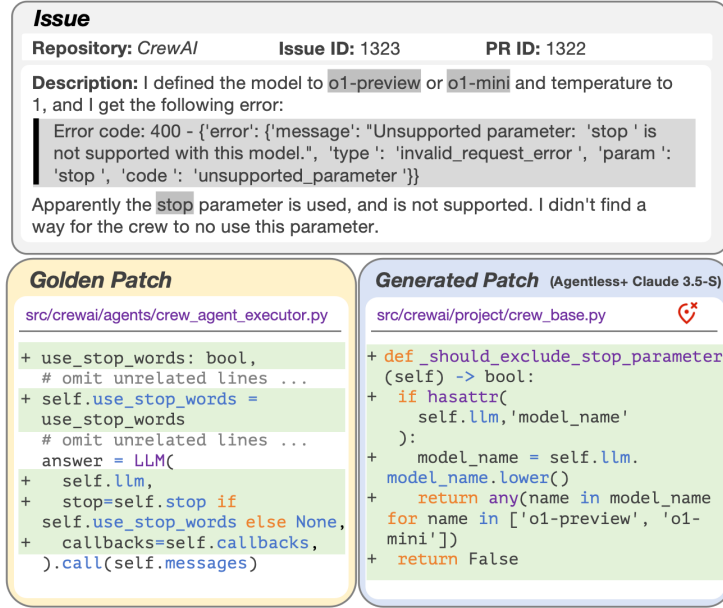 Issue
Repository: CrewAI Issue ID: 1323 PR ID: 1322
Description: I defined the model to o1-preview or o1-mini and temperature to
1, and I get the following error:
Error code: 400 - {'error': {'message': "Unsupported parameter: 'stop ' is
not supported with this model.", 'type ': 'invalid_request_error ', 'param ':
'stop ', 'code ': 'unsupported_parameter '}}
Apparently the stop parameter is used, and is not supported. I didn't find a
way for the crew to no use this parameter.
Golden Patch
src/crewai/agents/crew_agent_executor.py
+ use_stop_words: bool,
# omit unrelated lines ...
+ self.use_stop_words =
use_stop_words
# omit unrelated lines ...
answer = LLM(
+ self.llm,
+ stop=self.stop if
self.use_stop_words else None,
+ callbacks=self.callbacks,
).call(self.messages)
Generated Patch (Agentless+ Claude 3.5-S)
src/crewai/project/crew_base.py
+ def _should_exclude_stop_parameter
(self) -> bool:
+ if hasattr(
self.llm,'model_name'
):
+ model_name = self.llm.
model_name.lower()
+ return any(name in model_name
for name in ['o1-preview', 'o1-
mini'])
+ return False